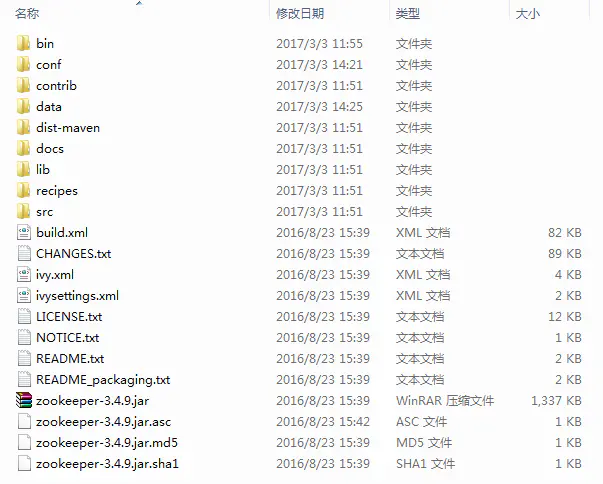 名称 修改日期 类型 大小
bin 2017/3/3 11:55 文件夹
conf 2017/3/3 14:21 文件夹
contrib 2017/3/3 11:51 文件夹
data 2017/3/3 14:25 文件夹
dist-maven 2017/3/3 11:51 文件夹
docs 2017/3/3 11:51 文件夹
lib 2017/3/3 11:51 文件夹
recipes 2017/3/3 11:51 文件夹
src 2017/3/3 11:51 文件夹
build.xml 2016/8/23 15:39 XML 文档 82 KB
CHANGES.txt 2016/8/23 15:39 文本文档 89 KB
ivy.xml 2016/8/23 15:39 XML 文档 4 KB
ivysettings.xml 2016/8/23 15:39 XML 文档 2 KB
LICENSE.txt 2016/8/23 15:39 文本文档 12 KB
NOTICE.txt 2016/8/23 15:39 文本文档 1 KB
README.txt 2016/8/23 15:39 文本文档 2 KB
README_packaging.txt 2016/8/23 15:39 文本文档 2 KB
zookeeper-3.4.9.jar 2016/8/23 15:39 WinRAR 压缩文件 1,337 KB
zookeeper-3.4.9.jar.asc 2016/8/23 15:42 ASC 文件 1 KB
zookeeper-3.4.9.jar.md5 2016/8/23 15:39 MD5 文件 1 KB
zookeeper-3.4.9.jar.sha1 2016/8/23 15:39 SHA1 文件 1 KB